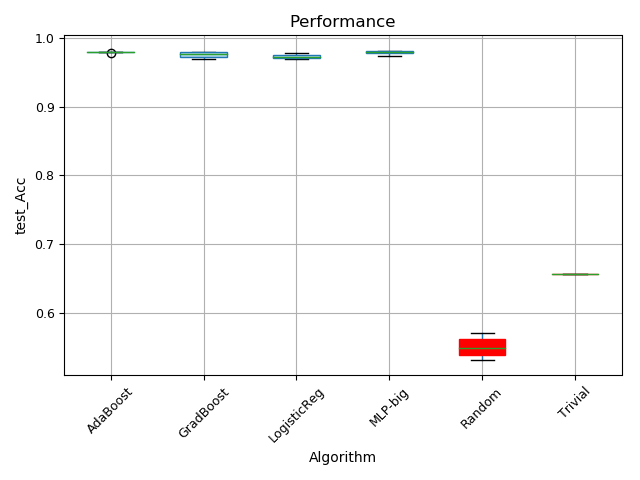 Performance
1.0
0.9
0.8
0.7
0.6
test_Acc
AdaBoost
GradBoost
LogisticReg
MLP-big
Random
Trivial
Algorithm